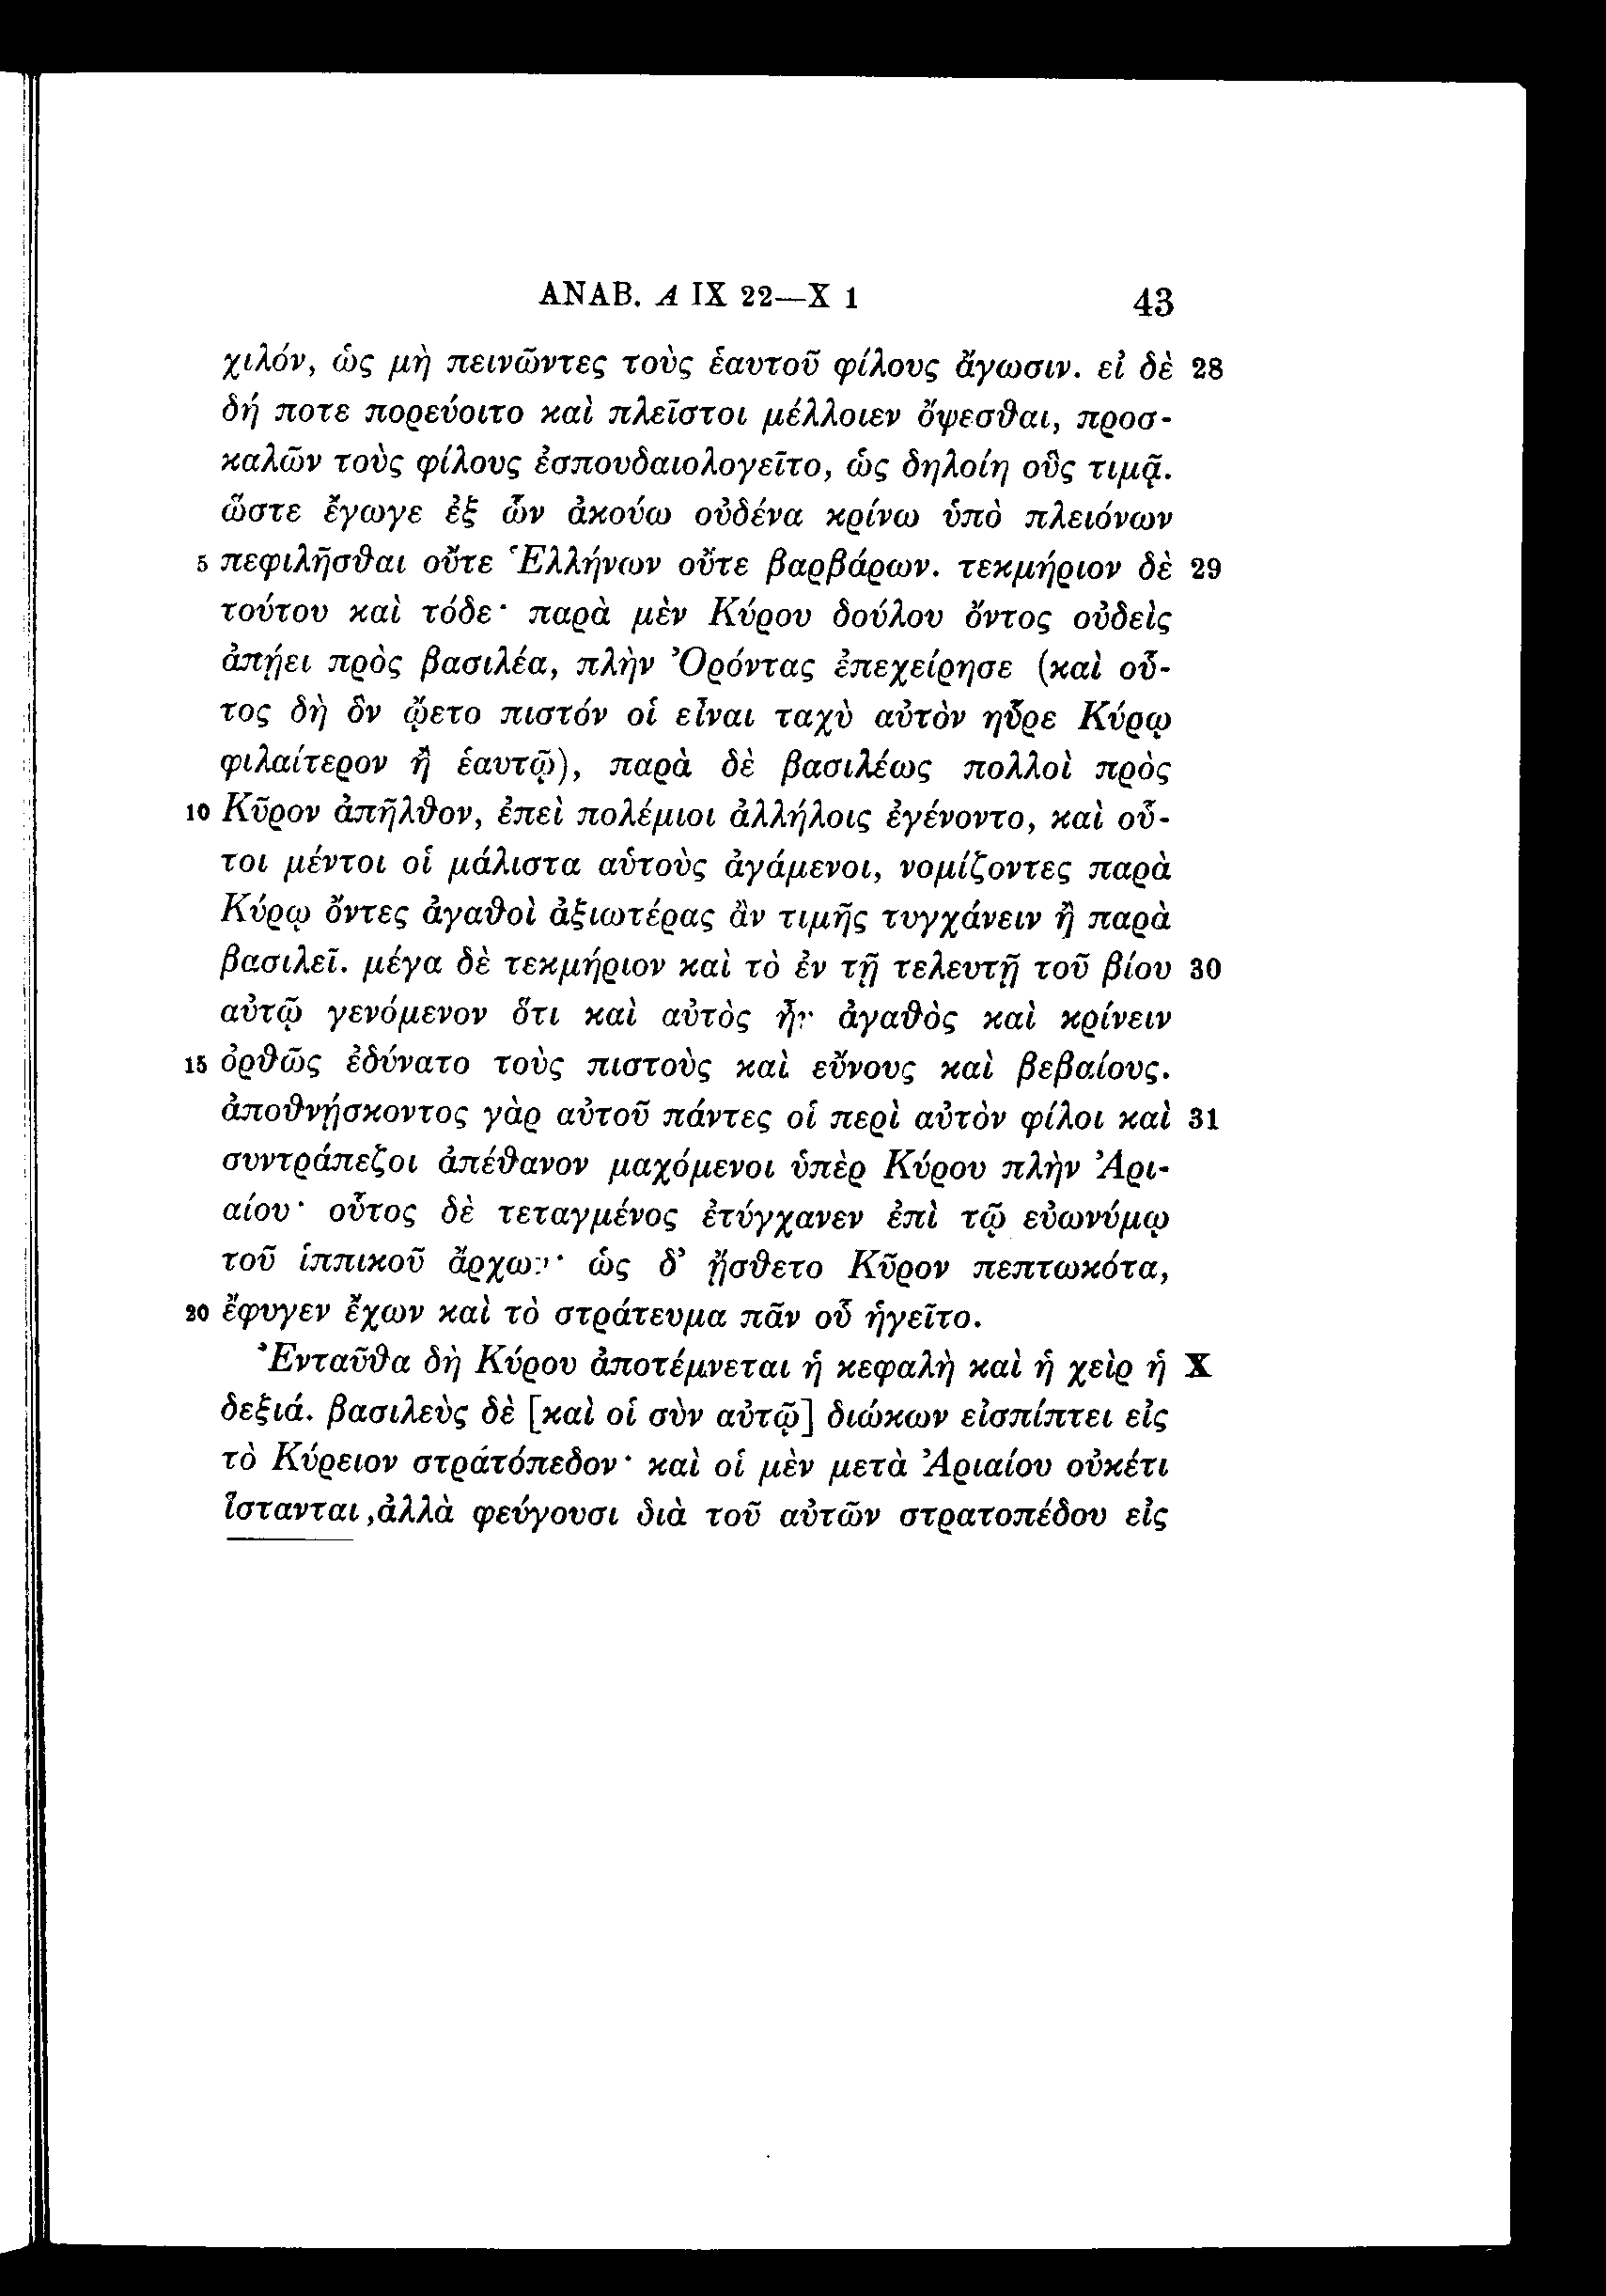 ΑΝΑΒ. Α IX 22—X 1 43
χιλόν, ὡς μὴ πεινῶντες τοὺς ἑαυτοῦ φίλους ἄγωσιν. εἰ δὲ 28
δή ποτε πορεύοιτο καὶ πλεῖστοι μέλλοιεν ὄψεσθαι, προσ-
καλῶν τοὺς φίλους ἐσπουδαιολογεῖτο, ὡς δηλοίη οὓς τιμᾷ.
ὥστε ἔγωγε ἐξ ὧν ἀκούω οὐδένα κρίνω ὑπὸ πλειόνων
5 πεφιλῆσθαι οὔτε Ἑλλήνων οὔτε βαρβάρων. τεκμήριον δὲ 29
τούτου καὶ τόδε· παρὰ μὲν Κύρου δούλου ὄντος οὐδεὶς
ἀπῄει πρὸς βασιλέα, πλὴν Ὀρόντας ἐπεχείρησε (καὶ οὗ-
τος δὴ ὃν ᾤετο πιστόν οἱ εἶναι ταχὺ αὐτὸν ηὗρε Κύρῳ
φιλαίτερον ἢ ἑαυτῷ), παρὰ δὲ βασιλέως πολλοὶ πρὸς
10 Κῦρον ἀπῆλθον, ἐπεὶ πολέμιοι ἀλλήλοις ἐγένοντο, καὶ οὗ-
τοι μέντοι οἱ μάλιστα αὑτοὺς ἀγάμενοι, νομίζοντες παρὰ
Κύρῳ ὄντες ἀγαθοὶ ἀξιωτέρας ἂν τιμῆς τυγχάνειν ἢ παρὰ
βασιλεῖ. μέγα δὲ τεκμήριον καὶ τὸ ἐν τῇ τελευτῇ τοῦ βίου 30
αὐτῷ γενόμενον ὅτι καὶ αὐτὸς ἦν ἀγαθὸς καὶ κρίνειν
15 ὀρθῶς ἐδύνατο τοὺς πιστοὺς καὶ εὔνους καὶ βεβαίους.
ἀποθνῄσκοντος γὰρ αὐτοῦ πάντες οἱ περὶ αὐτὸν φίλοι καὶ 31
συντράπεζοι ἀπέθανον μαχόμενοι ὑπὲρ Κύρου πλὴν Ἀρι-
αίου· οὗτος δὲ τεταγμένος ἐτύγχανεν ἐπὶ τῷ εὐωνύμῳ
τοῦ ἱππικοῦ ἄρχων· ὡς δ’ ᾔσθετο Κῦρον πεπτωκότα,
20 ἔφυγεν ἔχων καὶ τὸ στράτευμα πᾶν οὗ ἡγεῖτο.
Ἐνταῦθα δὴ Κύρου ἀποτέμνεται ἡ κεφαλὴ καὶ ἡ χεὶρ ἡ X
δεξιά. βασιλεὺς δὲ [καὶ οἱ σὺν αὐτῷ] διώκων εἰσπίπτει εἰς
τὸ Κύρειον στράτόπεδον· καὶ οἱ μὲν μετὰ Ἀριαίου οὐκέτι
ἵστανται ,ἀλλὰ φεύγουσι διὰ τοῦ αὑτῶν στρατοπέδου εἰς